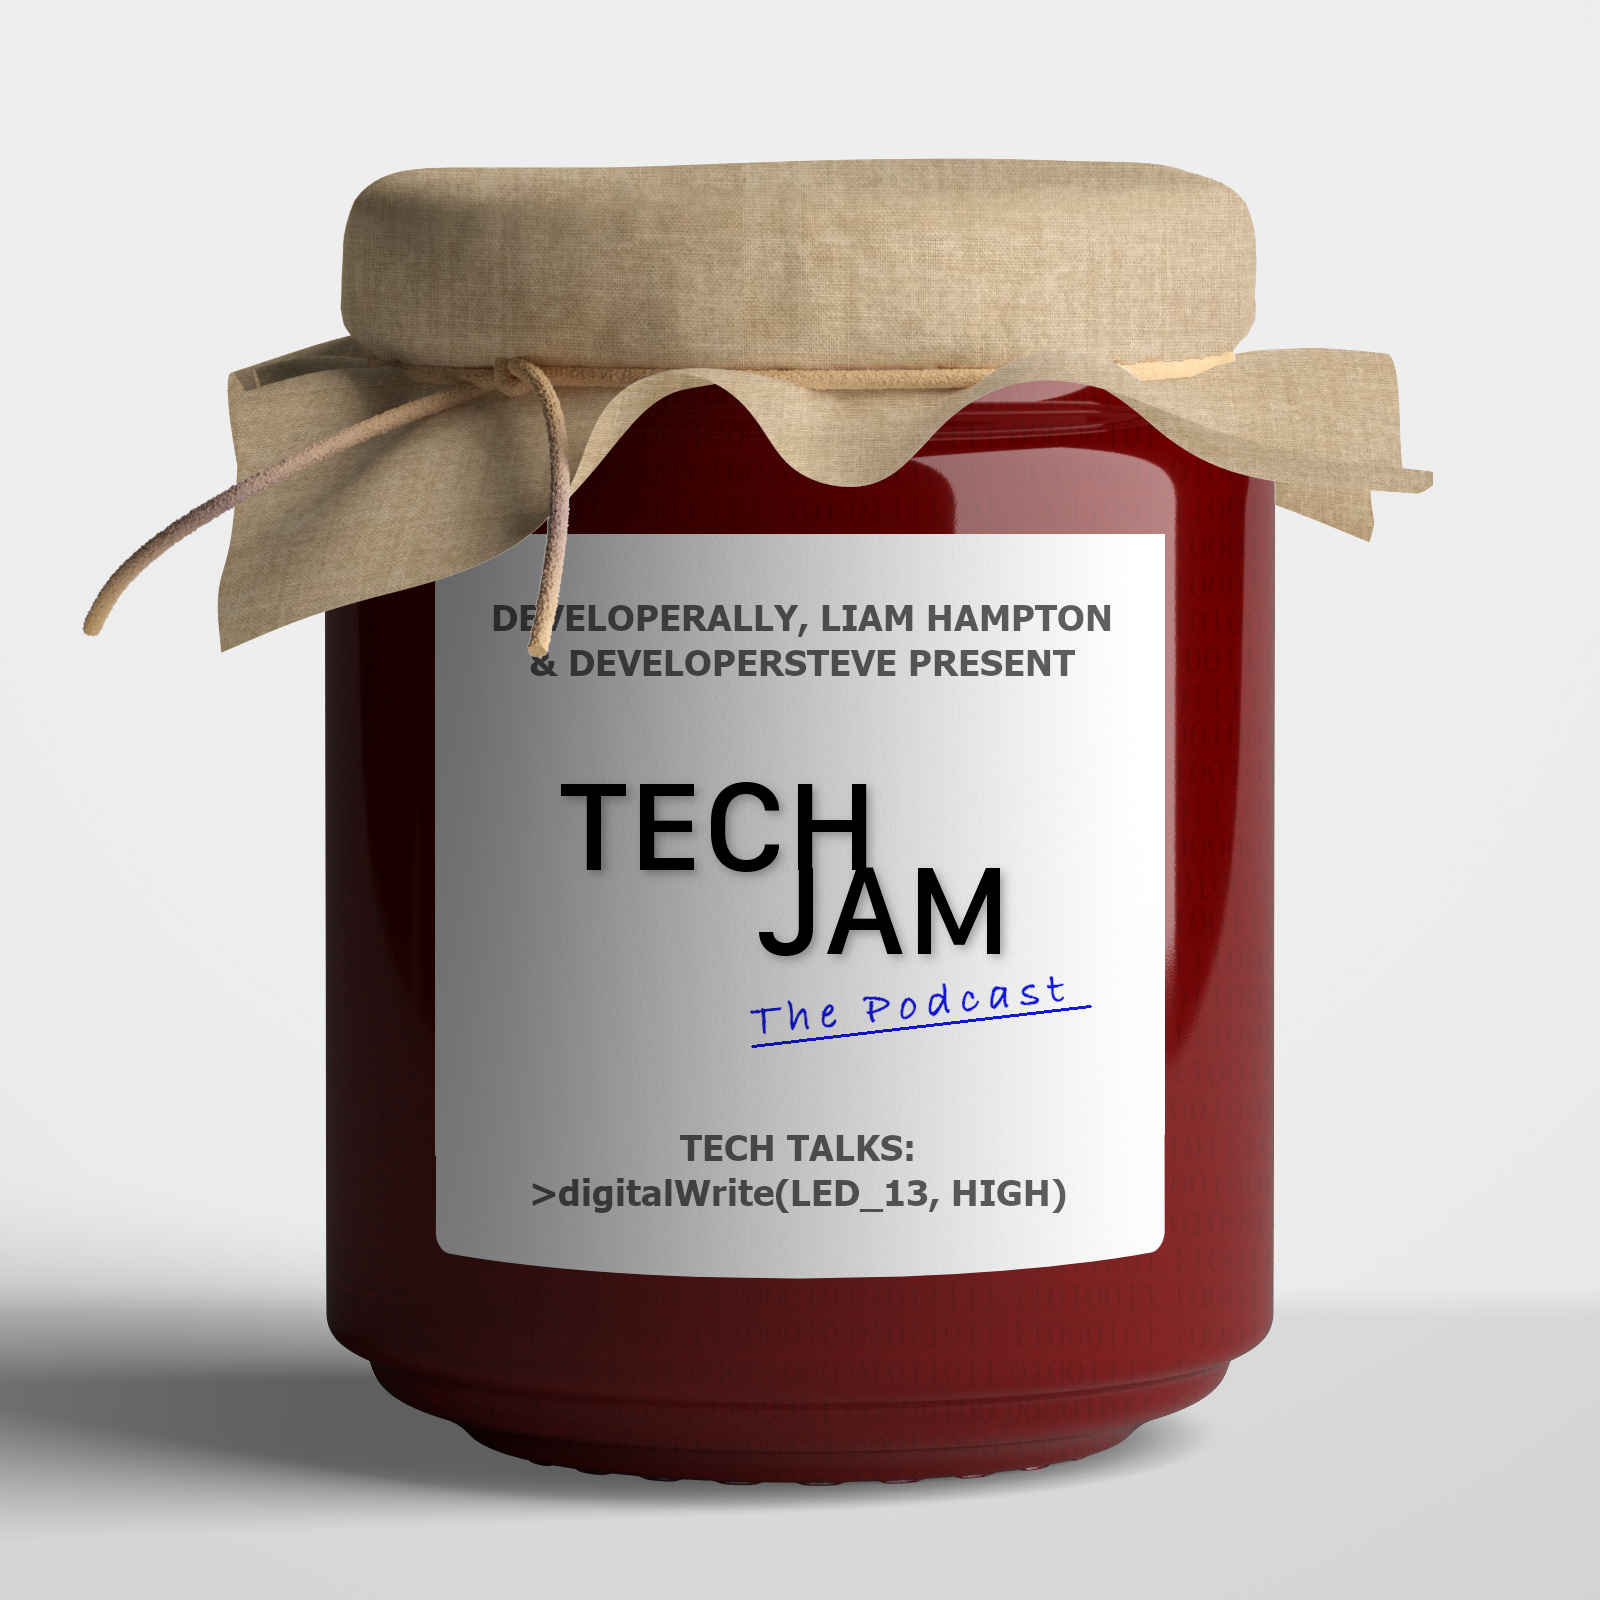 DEVELOPERALLY, LIAM HAMPTON
& DEVELOPERSTEVE PRESENT
TECH
JAM
The Podcast
TECH TALKS:
>digitalWrite(LED_13, HIGH)